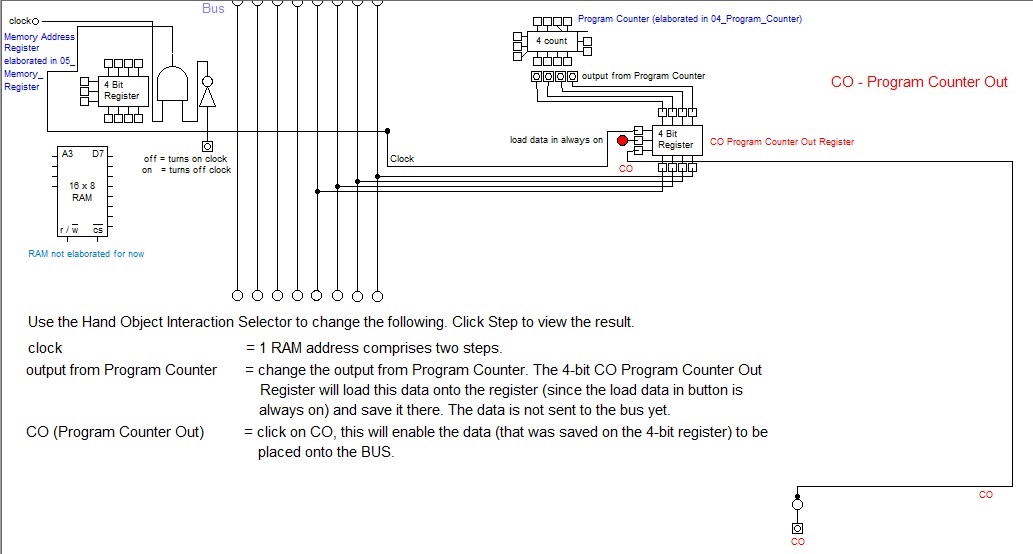 Bus
clock
Memory Address
Register
elaborated in 05_
Memory_
Register
4 Bit
Register
off = turns on clock
on = turns off clock
A3 D7
16 x 8
RAM
r / w cs
RAM not elaborated for now
Clock
Program Counter (elaborated in 04_Program_Counter)
4 count
output from Program Counter
CO - Program Counter Out
load data in always on
4 Bit
Register
CO Program Counter Out Register
CO
Use the Hand Object Interaction Selector to change the following. Click Step to view the result.
clock = 1 RAM address comprises two steps.
output from Program Counter = change the output from Program Counter. The 4-bit CO Program Counter Out
Register will load this data onto the register (since the load data in button is
always on) and save it there. The data is not sent to the bus yet.
CO (Program Counter Out) = click on CO, this will enable the data (that was saved on the 4-bit register) to be
placed onto the BUS.
CO
CO